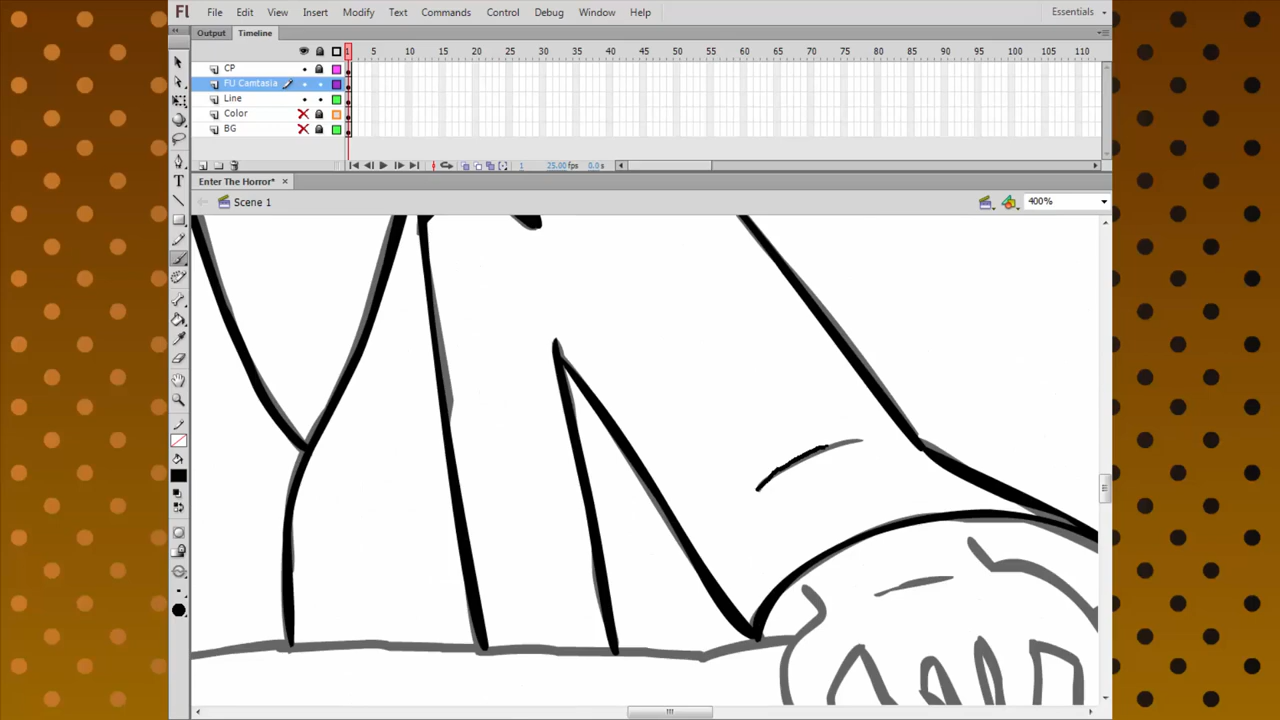 Fl File Edit View Insert Modify Text Commands Control Debug Window Help Essentials
Output Timeline
1 5 10 15 20 25 30 35 40 45 50 55 60 65 70 75 80 85 90 95 100 105 110
CP
FU Camtasia
Line
Color
BG
1 25.00 fps 0.0 s
Enter The Horror*
Scene 1 400%
T